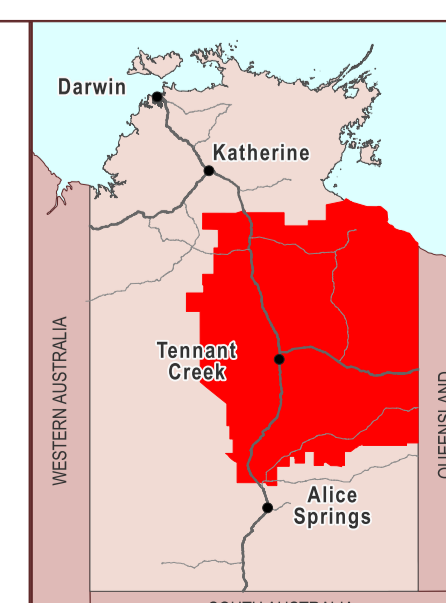 Darwin
Katherine
Tennant
Creek
WESTERN AUSTRALIA
Alice
Springs